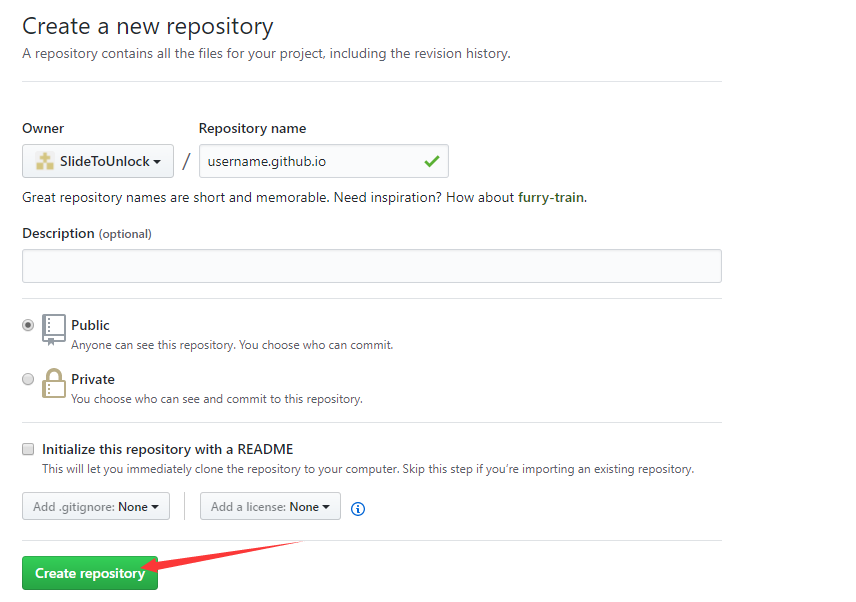 Create a new repository
A repository contains all the files for your project, including the revision history.
Owner Repository name
SlideToUnlock / username.github.io
Great repository names are short and memorable. Need inspiration? How about furry-train.
Description (optional)
Public
Anyone can see this repository. You choose who can commit.
Private
You choose who can see and commit to this repository.
Initialize this repository with a README
This will let you immediately clone the repository to your computer. Skip this step if you’re importing an existing repository.
Add .gitignore: None Add a license: None
Create repository